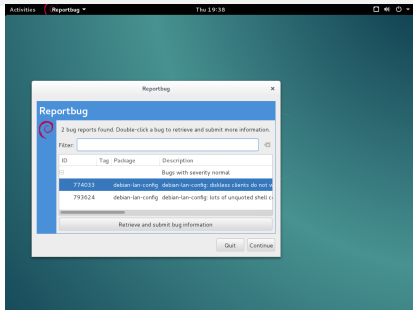 Activities Reportbug Thu 19:38
Reportbug
Reportbug
2 bug reports found. Double-click a bug to retrieve and submit more information.
Filter:
ID Tag Package Description
Bugs with severity normal
774033 debian-lan-config debian-lan-config: diskless clients do not
793624 debian-lan-config debian-lan-config: lots of unquoted shell
Retrieve and submit bug information
Quit Continue